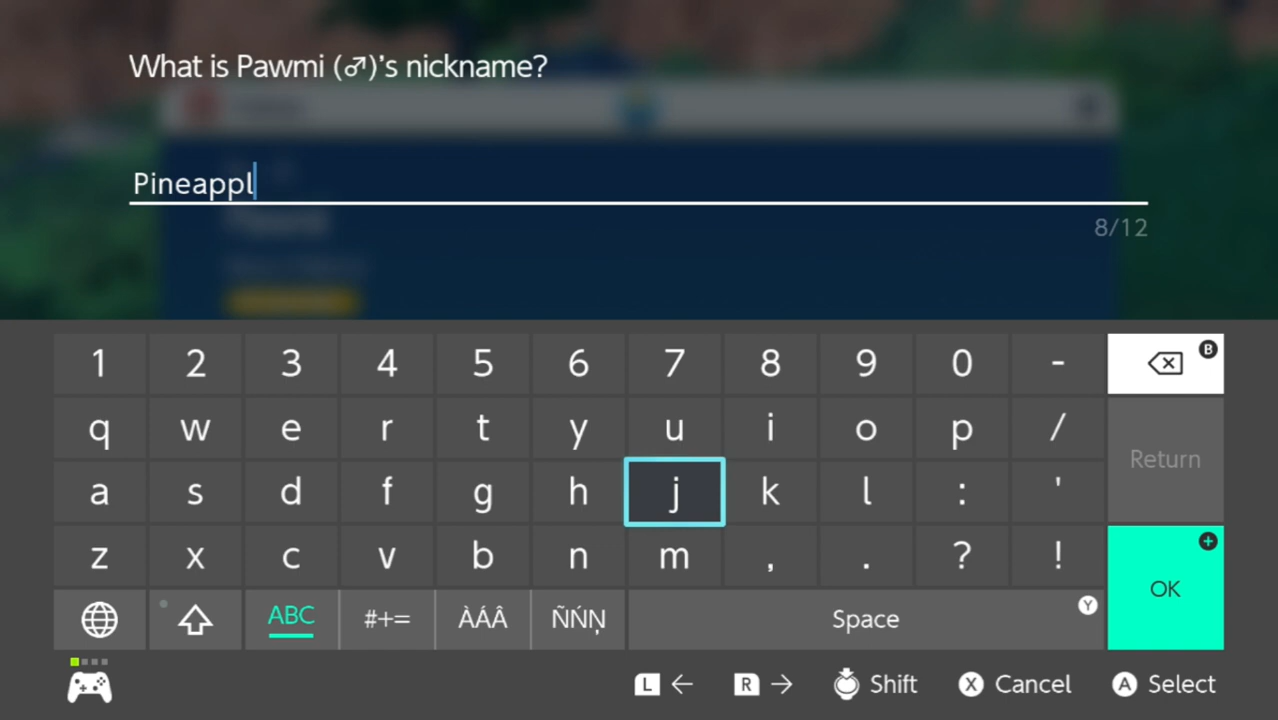 What is Pawmi (♂)'s nickname?
Pineappl
8/12
1 2 3 4 5 6 7 8 9 0 -
B
q w e r t y u i o p /
Return
a s d f g h j k l : '
z x c v b n m , . ? !
+
OK
ABC #+= ÀÁÂ ÑŃŅ Space Y
L ← R → Shift X Cancel A Select